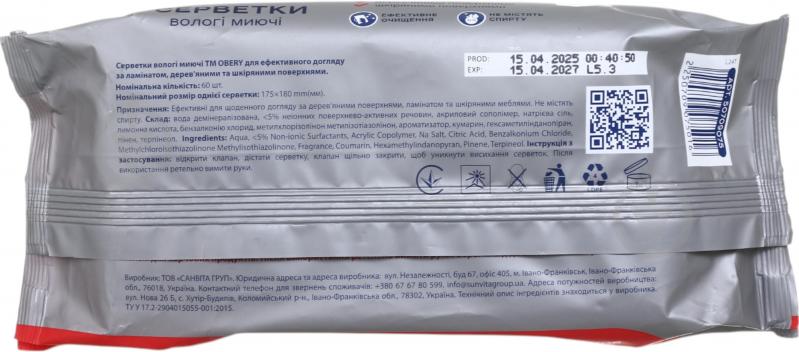 СЕРВЕТКИ
ВОЛОГІ МИЮЧІ
ЕФЕКТИВНЕ
ОЧИЩЕННЯ
НЕ МІСТЯТЬ
СПИРТУ
Серветки вологі миючі ТМ OBERY для ефективного догляду
за ламінатом, дерев'яними та шкіряними поверхнями.
Номінальна кількість: 60 шт.
Номінальний розмір однієї серветки: 175×180 mm(мм).
Призначення: Ефективні для щоденного догляду за дерев'яними поверхнями, ламінатом та шкіряними меблями. Не містять
спирту. Склад: вода демінералізована, <5% неіонних поверхнево-активних речовин, акриловий сополімер, натрієва сіль,
лимонна кислота, бензалконію хлорид, метилхлорізотіазолінон метилізотіазолінон, ароматизатор, кумарин, гексаметилінданопіран,
пінен, терпінеол. Ingredients: Aqua, <5% Non-ionic Surfactants, Acrylic Copolymer, Na Salt, Citric Acid, Benzalkonium Chloride,
Methylchloroisothiazolinone Methylisothiazolinone, Fragrance, Coumarin, Hexamethylindanopyran, Pinene, Terpineol. Інструкція з
застосування: відкрити клапан, дістати серветку, клапан щільно закрити, щоб уникнути висихання серветок. Після
використання ретельно вимити руки.
PROD: 15.04.2025 00:40:50
EXP: 15.04.2027 L5.3
LDPE
Виробник: ТОВ «САНВІТА ГРУП». Юридична адреса та адреса виробника: вул. Незалежності, буд 67, офіс 405, м. Івано-Франківськ, Івано-Франківська
обл., 76018, Україна. Контактний телефон для звернень споживачів: +380 67 67 80 599, info@sunvitagroup.com.ua. Адреса потужностей виробництва:
вул. Нова 26 Б, с. Хутір-Будилів, Коломийський р-н, Івано-Франківська обл., 78302, Україна. Технічний опис інгредієнтів знаходиться у виробника.
ТУ У 17.2-2904015055-001:2015.